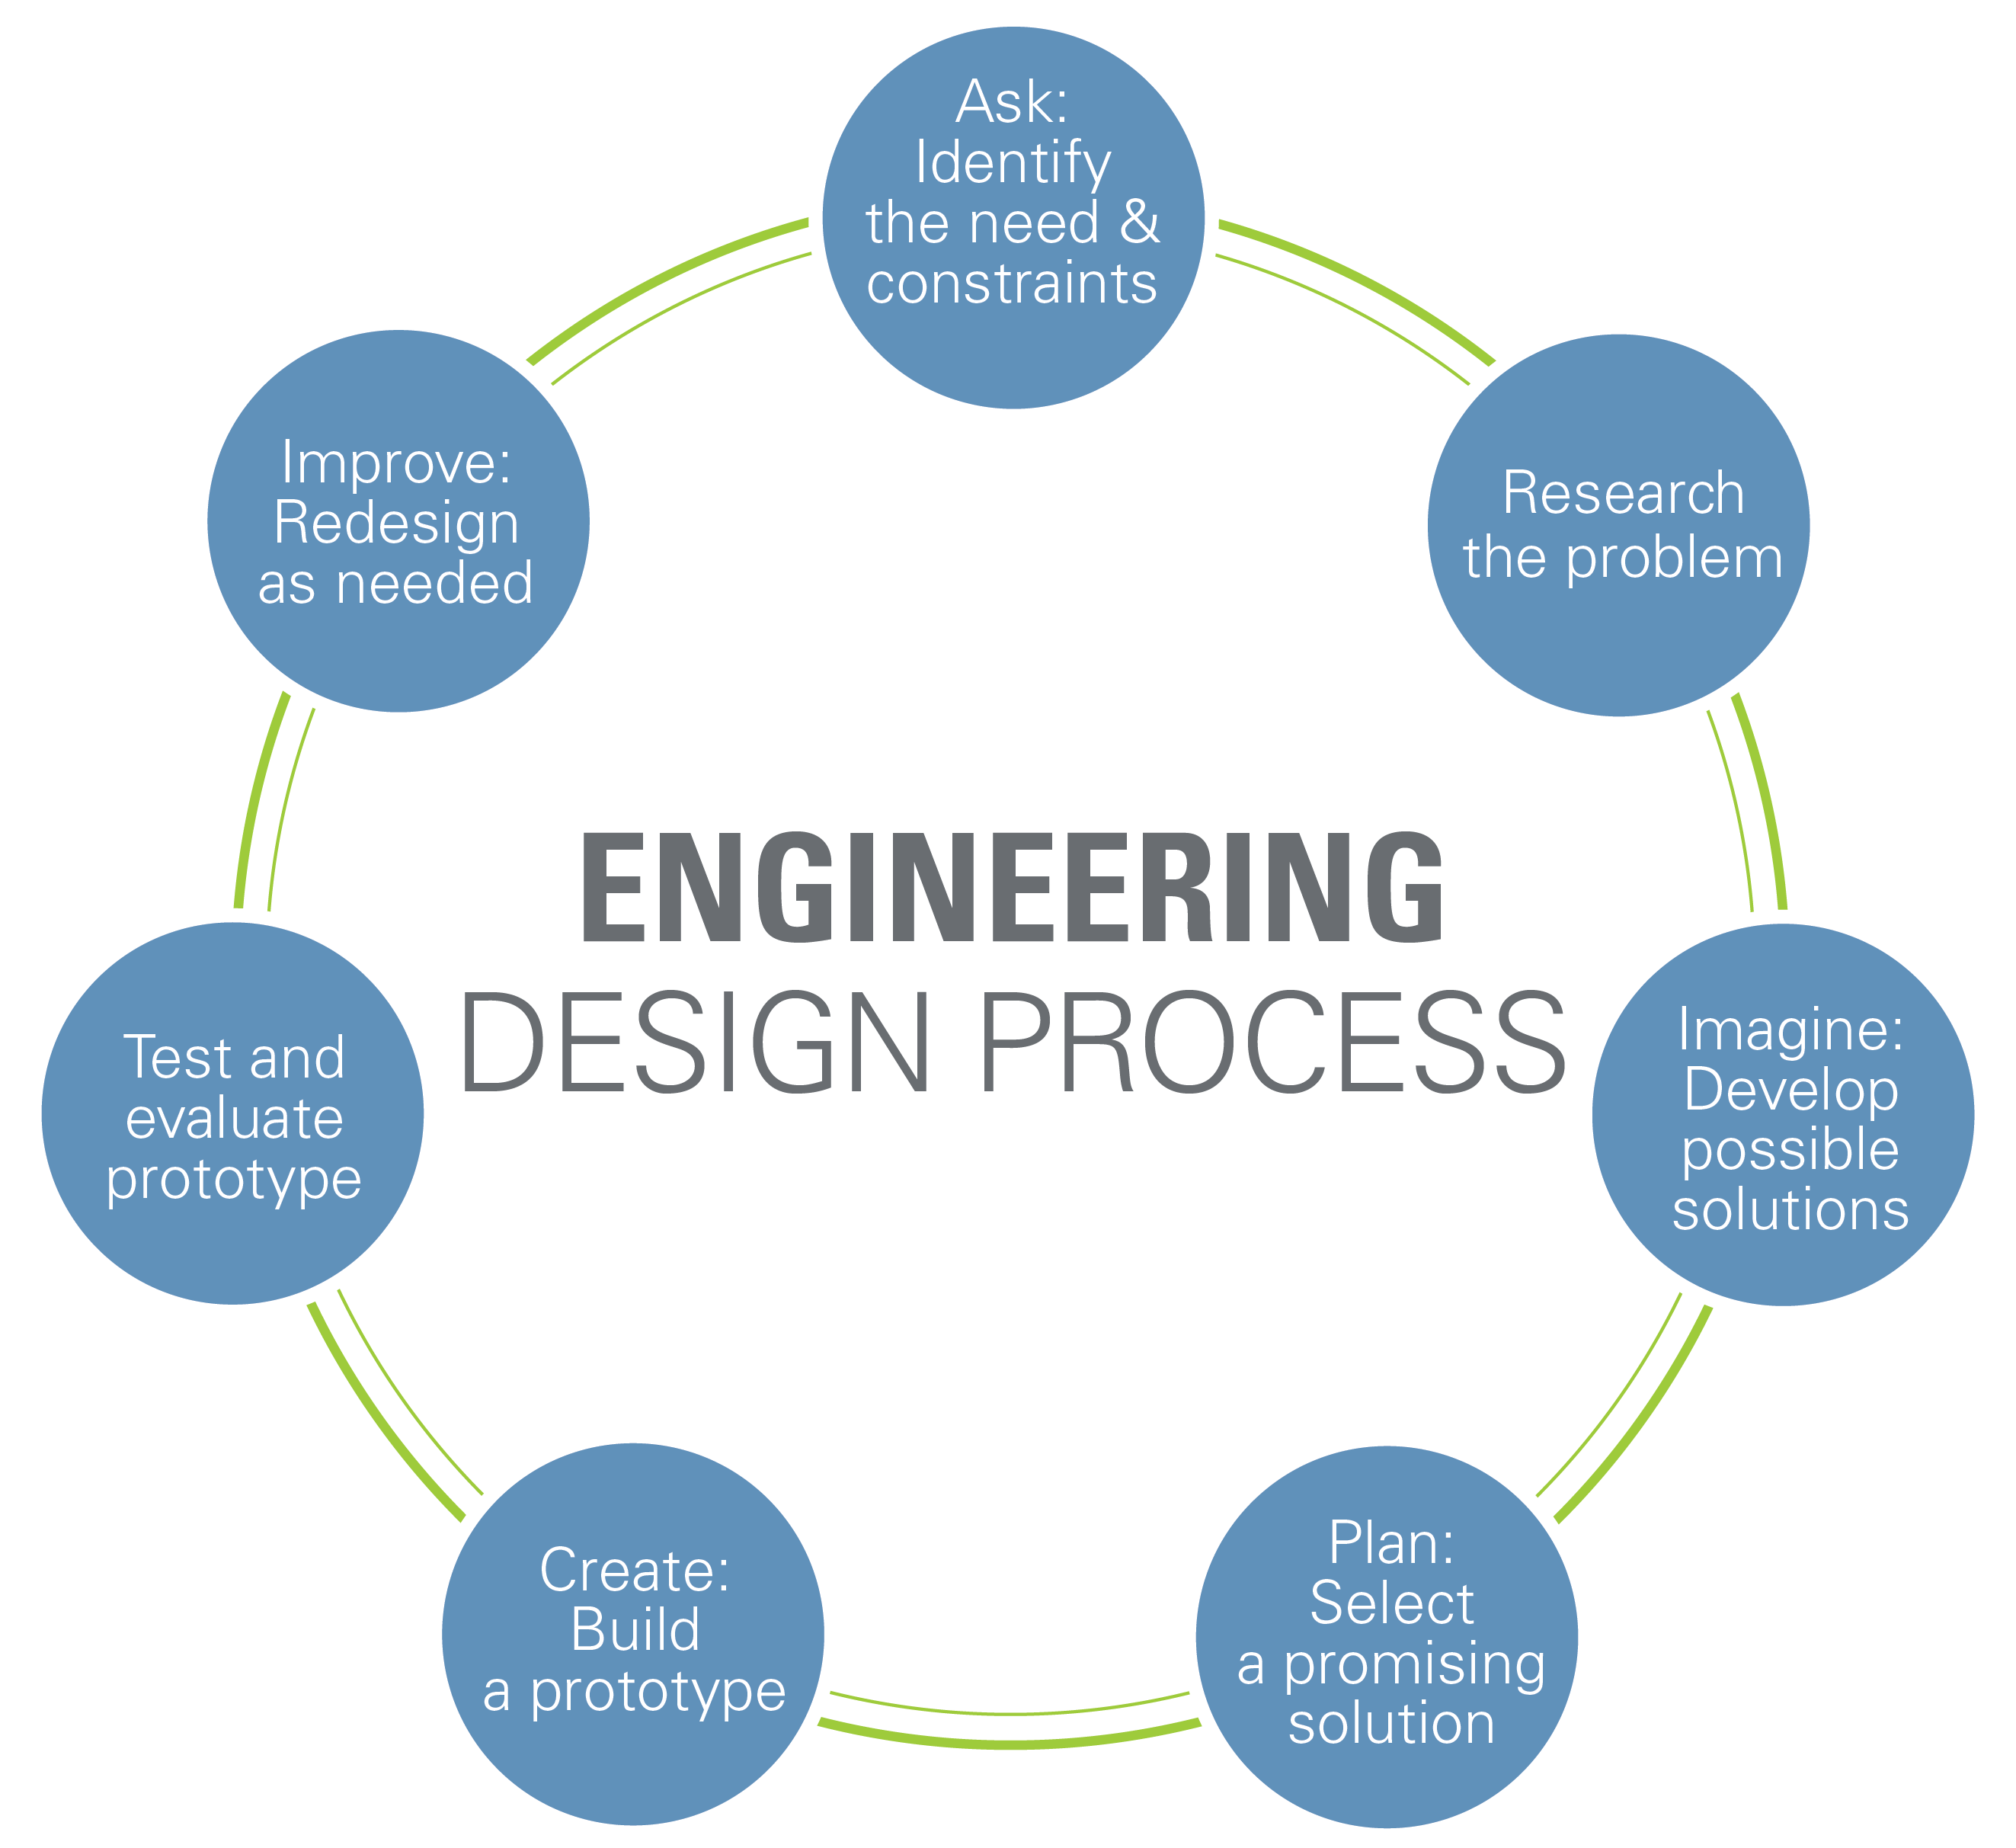 Ask:
Identify
the need &
constraints
Research
the problem
Imagine:
Develop
possible
solutions
Plan:
Select
a promising
solution
Create:
Build
a prototype
Test and
evaluate
prototype
Improve:
Redesign
as needed
ENGINEERING
DESIGN PROCESS